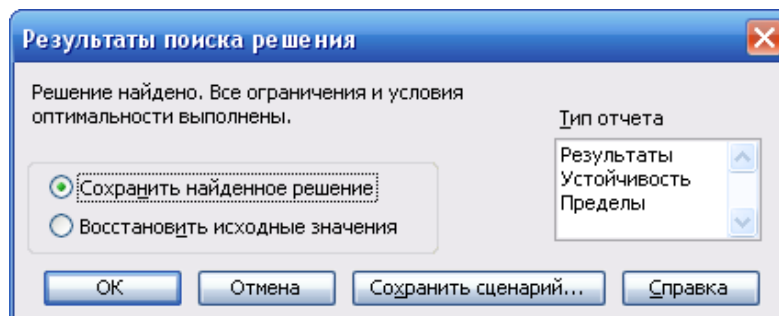 Результаты поиска решения
Решение найдено. Все ограничения и условия
оптимальности выполнены.
Тип отчета
Результаты
Устойчивость
Пределы
Сохранить найденное решение
Восстановить исходные значения
ОК
Отмена
Сохранить сценарий...
Справка